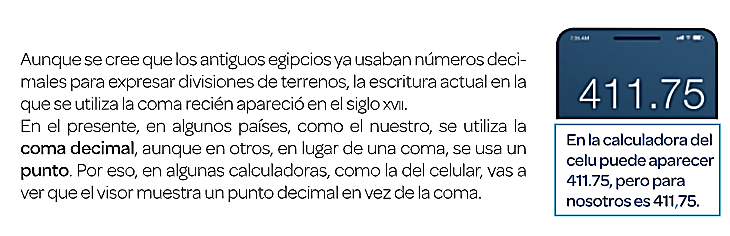 Aunque se cree que los antiguos egipcios ya usaban números deci-
males para expresar divisiones de terrenos, la escritura actual en la
que se utiliza la coma recién apareció en el siglo XVII.
En el presente, en algunos países, como el nuestro, se utiliza la
coma decimal, aunque en otros, en lugar de una coma, se usa un
punto. Por eso, en algunas calculadoras, como la del celular, vas a
ver que el visor muestra un punto decimal en vez de la coma.
411.75
En la calculadora del
celu puede aparecer
411.75, pero para
nosotros es 411,75.